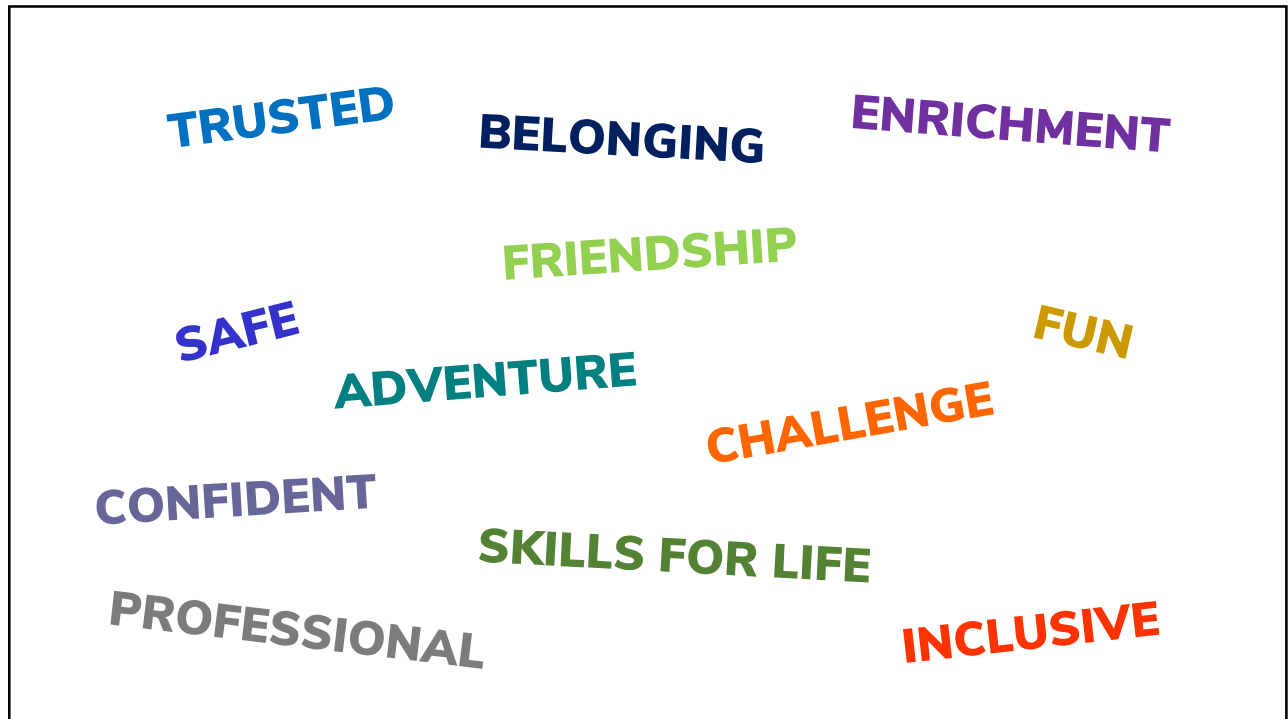 TRUSTED
BELONGING
ENRICHMENT
FRIENDSHIP
SAFE
FUN
ADVENTURE
CHALLENGE
CONFIDENT
SKILLS FOR LIFE
PROFESSIONAL
INCLUSIVE